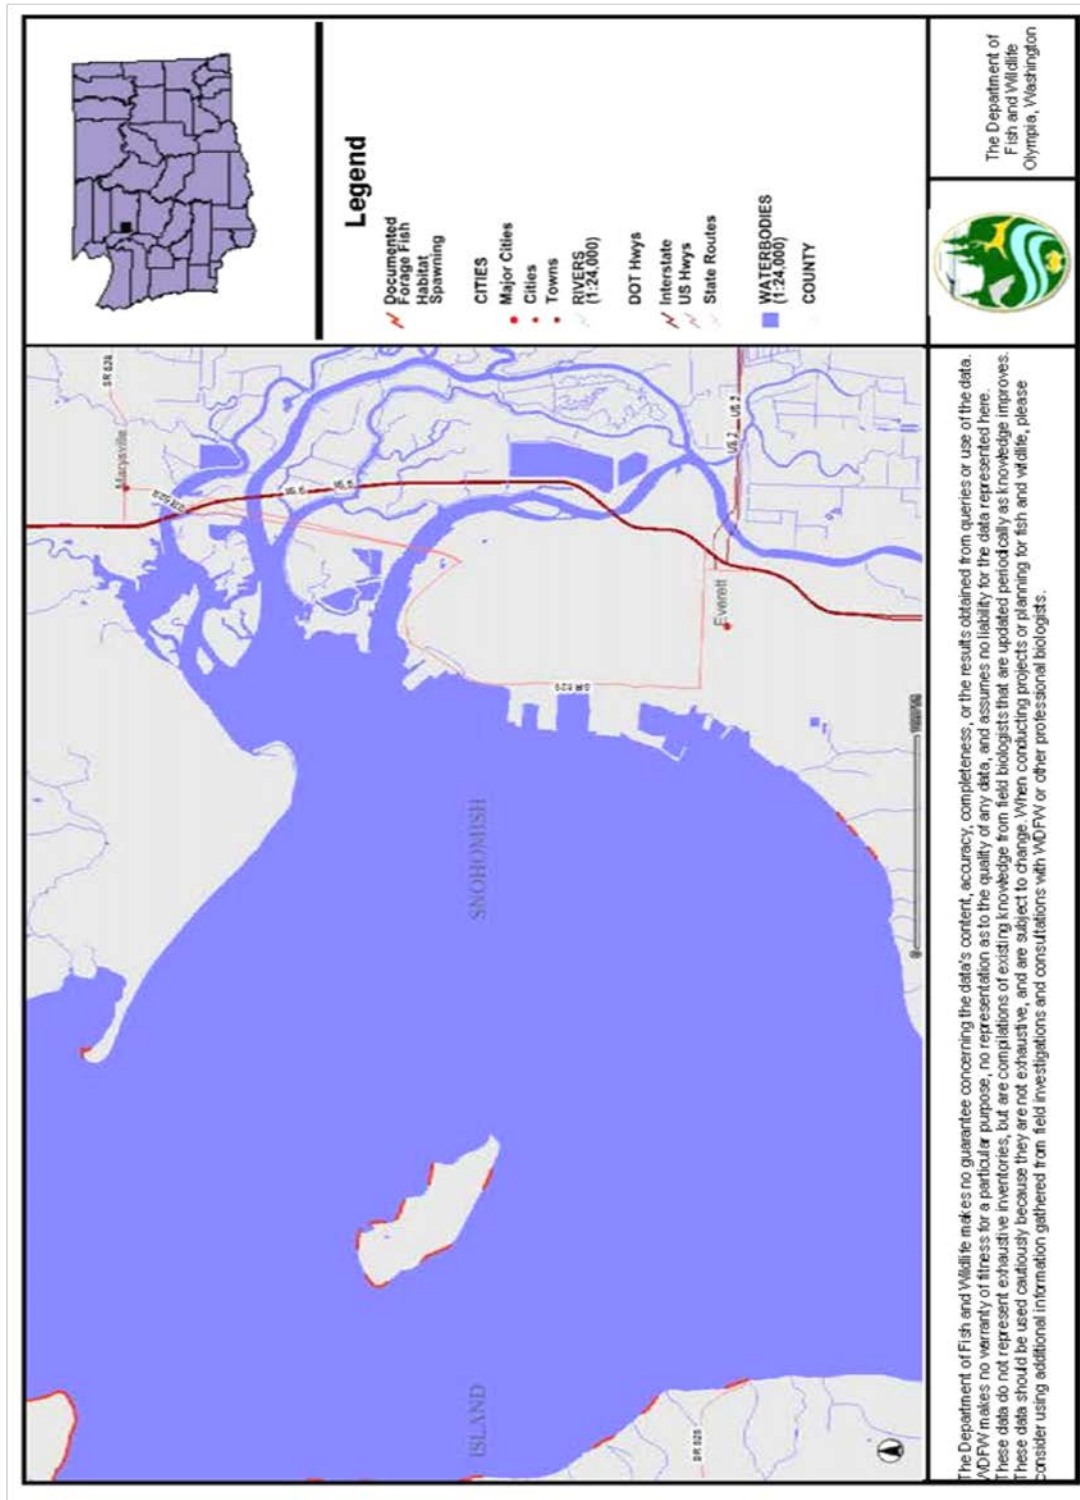 Legend
Documented
Forage Fish
Habitat
Spawning
CITIES
Major Cities
Cities
Towns
RIVERS
(1:24,000)
DOT Hwys
Interstate
US Hwys
State Routes
WATERBODIES
(1:24,000)
COUNTY
The Department of
Fish and Wildlife
Olympia, Washington
Marysville
SR 528
SR 529
I5
I5
US 2
US 2
Everett
SR 529
SNOHOMISH
ISLAND
SR 525
0
The Department of Fish and Wildlife makes no guarantee concerning the data's content, accuracy, completeness, or the results obtained from queries or use of the data.
WDFW makes no warranty of fitness for a particular purpose, no representation as to the quality of any data, and assumes no liability for the data represented here.
These data do not represent exhaustive inventories, but are compilations of existing knowledge from field biologists that are updated periodically as knowledge improves.
These data should be used cautiously because they are not exhaustive, and are subject to change. When conducting projects or planning for fish and wildlife, please
consider using additional information gathered from field investigations and consultations with WDFW or other professional biologists.